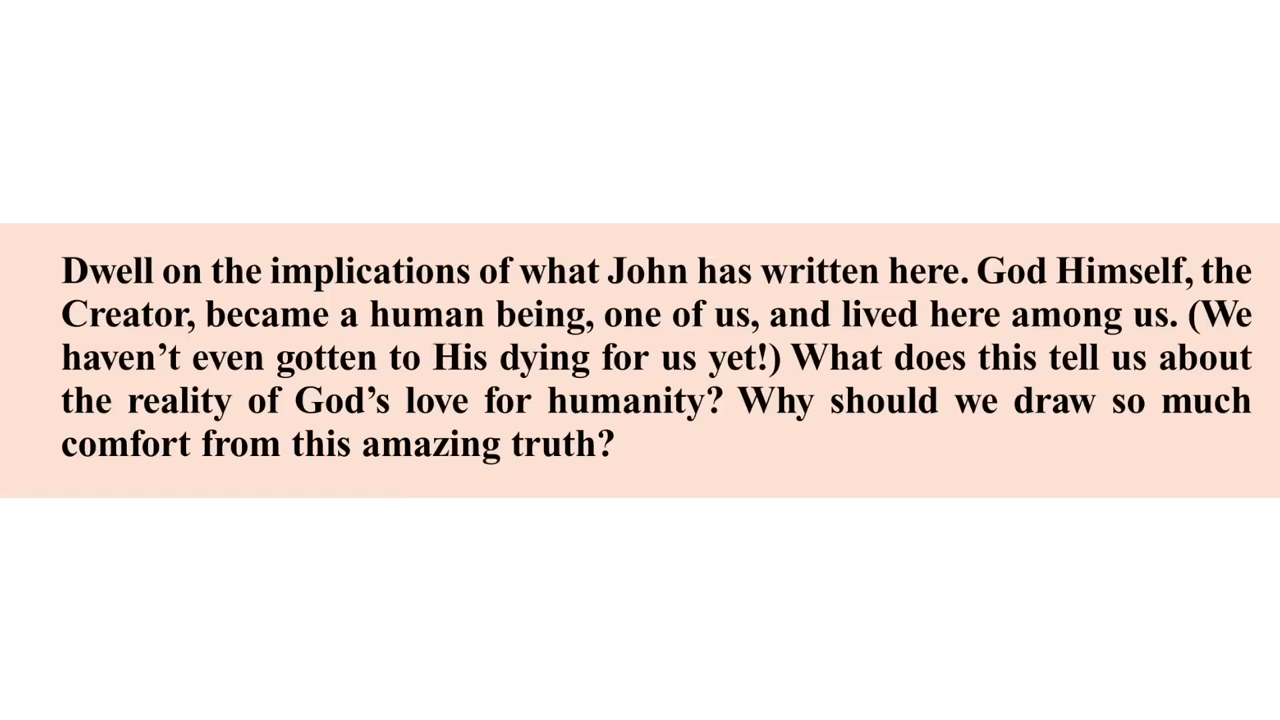 Dwell on the implications of what John has written here. God Himself, the
Creator, became a human being, one of us, and lived here among us. (We
haven’t even gotten to His dying for us yet!) What does this tell us about
the reality of God’s love for humanity? Why should we draw so much
comfort from this amazing truth?